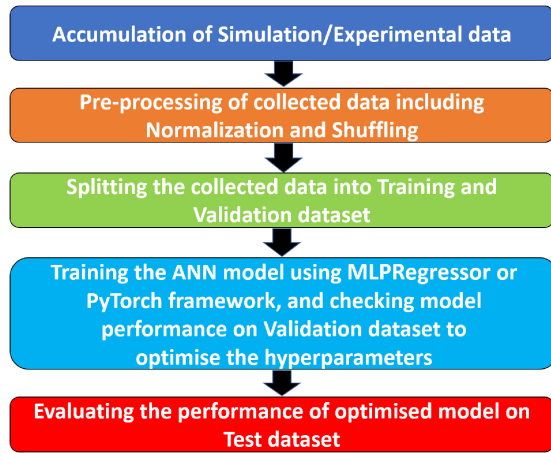 Accumulation of Simulation/Experimental data
Pre-processing of collected data including
Normalization and Shuffling
Splitting the collected data into Training and
Validation dataset
Training the ANN model using MLPRegressor or
PyTorch framework, and checking model
performance on Validation dataset to
optimise the hyperparameters
Evaluating the performance of optimised model on
Test dataset